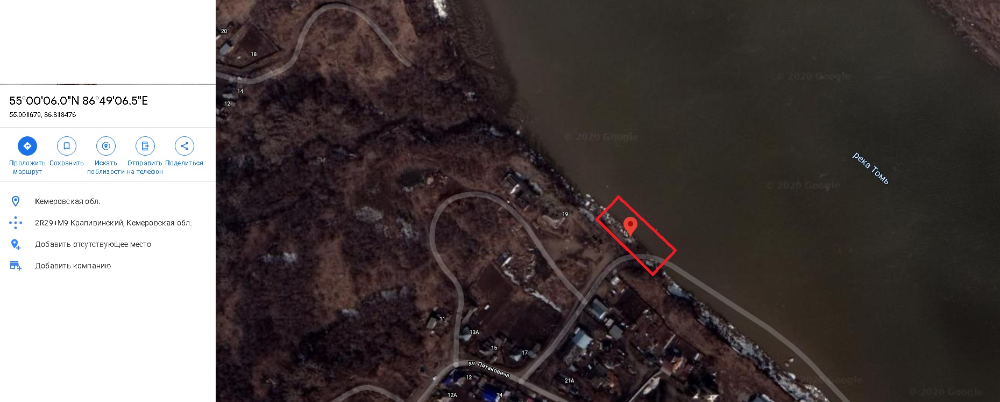 55°00'06.0"N 86°49'06.5"E
55.001679, 86.818476
Проложить маршрут
Сохранить
Искать поблизости
Отправить на телефон
Поделиться
Кемеровская обл.
2R29+M9 Крапивинский, Кемеровская обл.
Добавить отсутствующее место
Добавить компанию
20
18
14
12
© 2020 Google
© 2020 Google
река Томь
© 2020 Google
19
11
13А
15
17
ул. Пятаковича
12
21А
12А
14
© 2020 Google
© 2020 Google